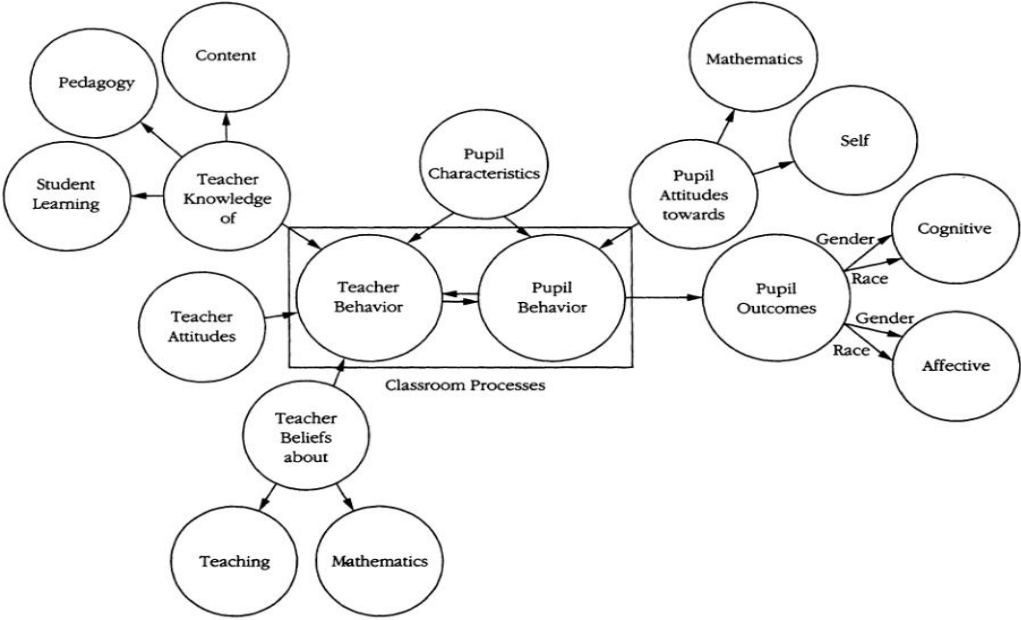 Content
Pedagogy
Student
Learning
Teacher
Knowledge
of
Pupil
Characteristics
Mathematics
Self
Pupil
Attitudes
towards
Cognitive
Gender
Race
Teacher
Behavior
Pupil
Behavior
Pupil
Outcomes
Teacher
Attitudes
Gender
Race
Affective
Classroom Processes
Teacher
Beliefs
about
Teaching
Mathematics